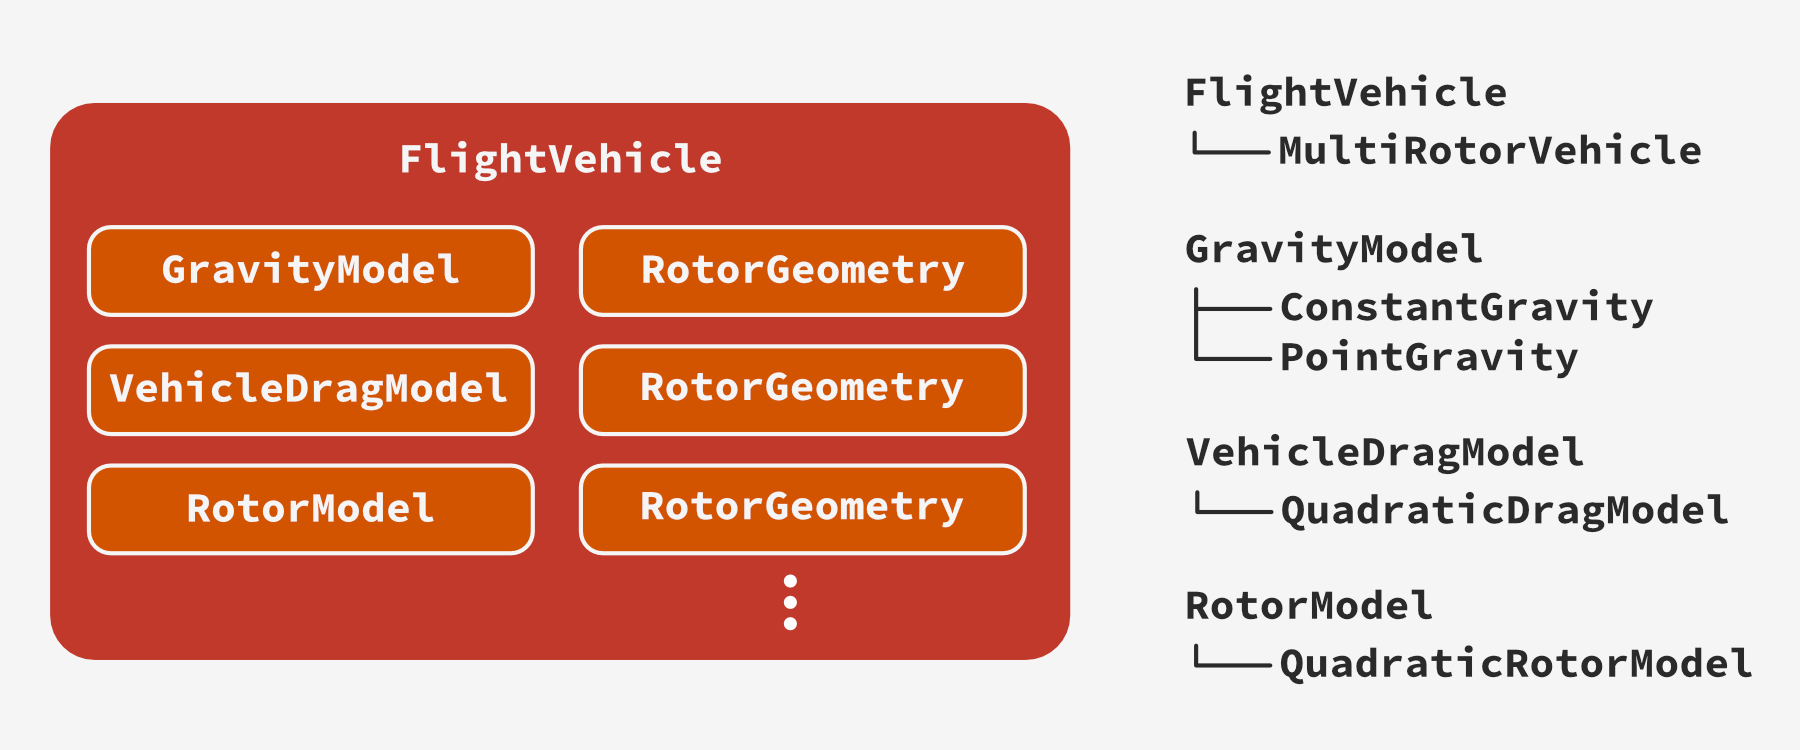 FlightVehicle
GravityModel
RotorGeometry
VehicleDragModel
RotorGeometry
RotorModel
RotorGeometry
FlightVehicle
MultiRotorVehicle
GravityModel
ConstantGravity
PointGravity
VehicleDragModel
QuadraticDragModel
RotorModel
QuadraticRotorModel